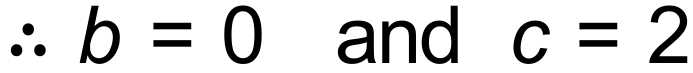 ∴ b = 0 and c = 2